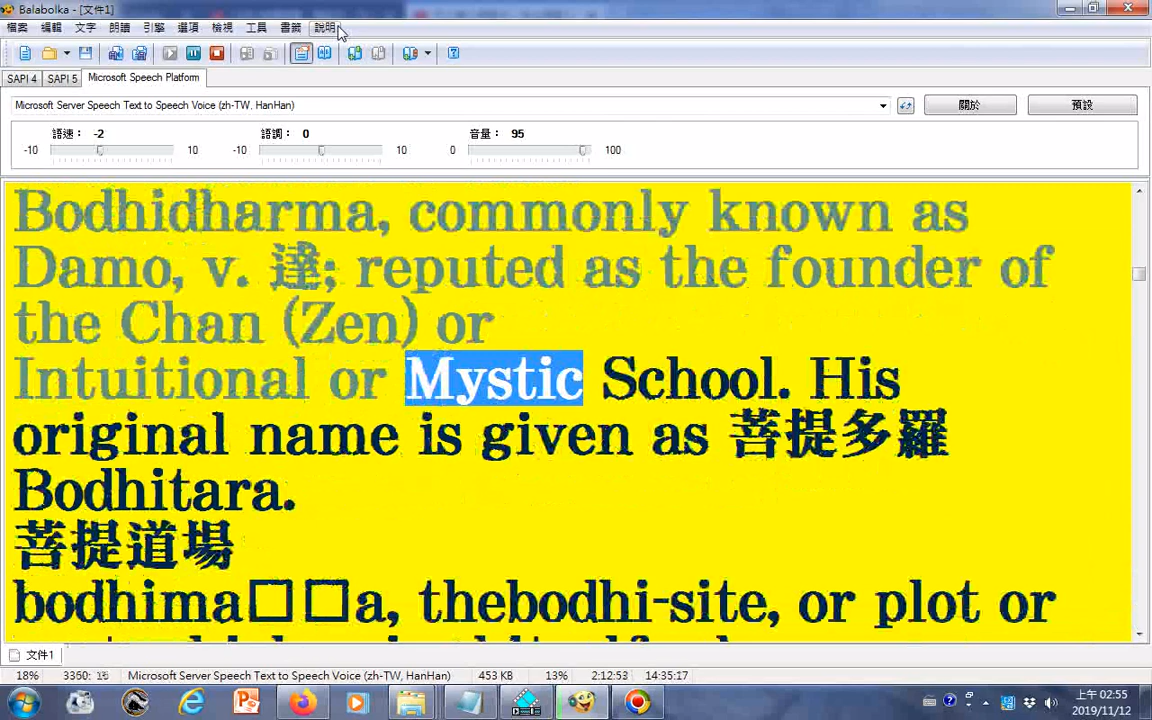 Balabolka - [文件1]
檔案 編輯 文字 朗讀 引擎 選項 檢視 工具 書籤 說明
SAPI 4 SAPI 5 Microsoft Speech Platform
Microsoft Server Speech Text to Speech Voice (zh-TW, HanHan) 關於 預設
語速： -2 語調： 0 音量： 95
-10 10 -10 10 0 100
Bodhidharma, commonly known as
Damo, v. 達; reputed as the founder of
the Chan (Zen) or
Intuitional or Mystic School. His
original name is given as 菩提多羅
Bodhitara.
菩提道場
bodhima□□a, thebodhi-site, or plot or
文件1
18% 3350: 16 Microsoft Server Speech Text to Speech Voice (zh-TW, HanHan) 453 KB 13% 2:12:53 14:35:17
上午 02:55
2019/11/12